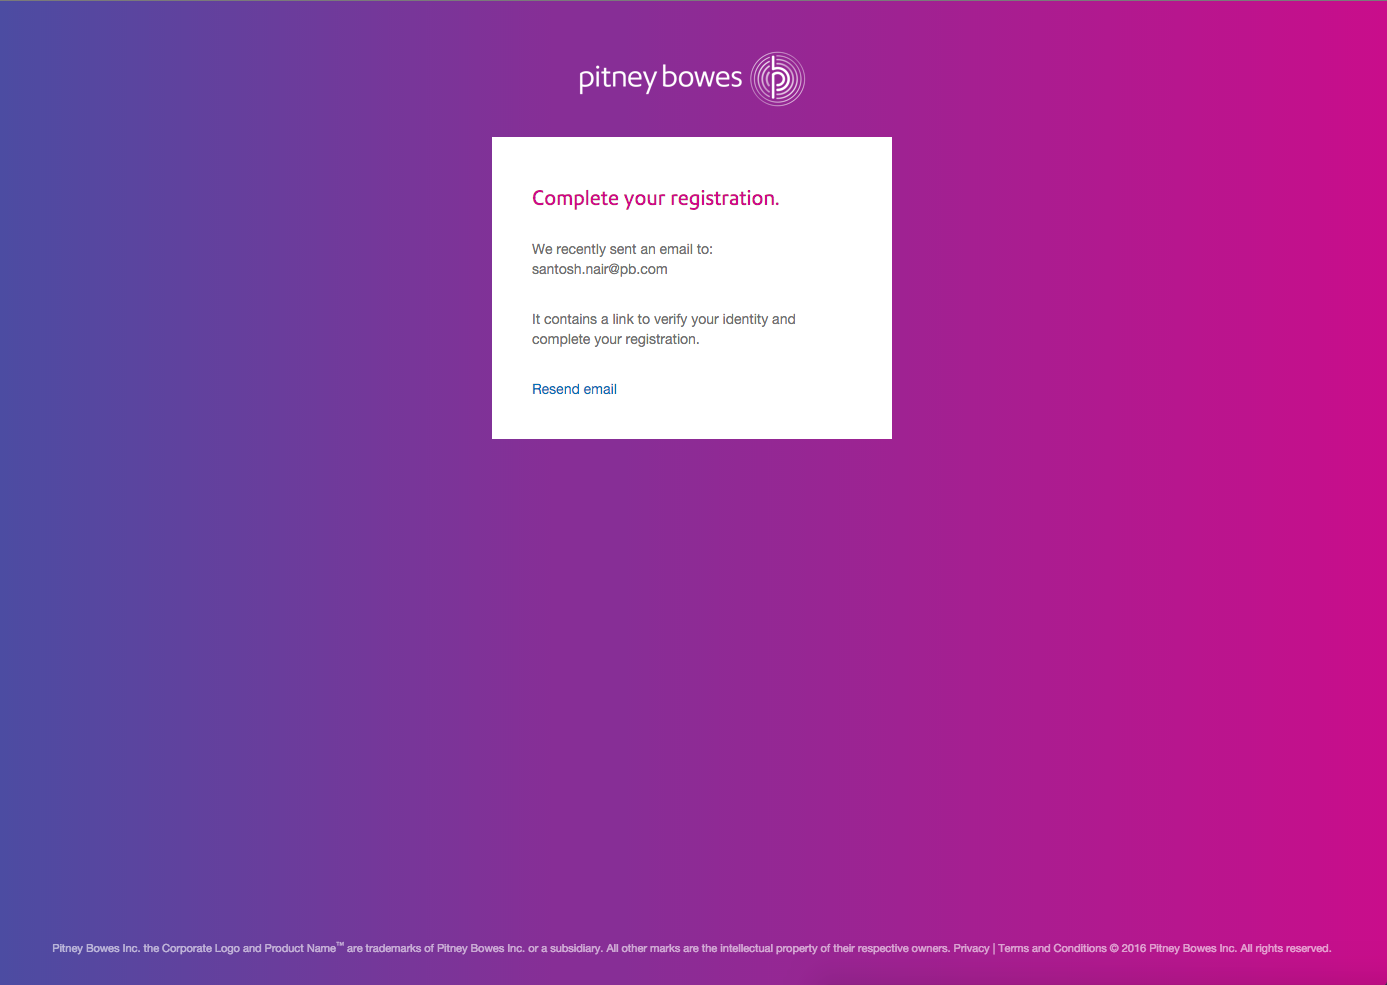 pitney bowes
Complete your registration.
We recently sent an email to:
santosh.nair@pb.com
It contains a link to verify your identity and
complete your registration.
Resend email
Pitney Bowes Inc. the Corporate Logo and Product Name™ are trademarks of Pitney Bowes Inc. or a subsidiary. All other marks are the intellectual property of their respective owners. Privacy | Terms and Conditions © 2016 Pitney Bowes Inc. All rights reserved.